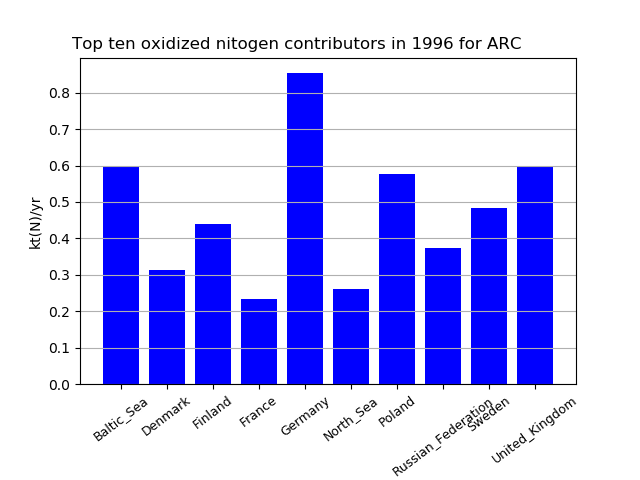 Top ten oxidized nitogen contributors in 1996 for ARC
kt(N)/yr
0.8
0.7
0.6
0.5
0.4
0.3
0.2
0.1
0.0
Baltic_Sea
Denmark
Finland
France
Germany
North_Sea
Poland
Russian_Federation
Sweden
United_Kingdom